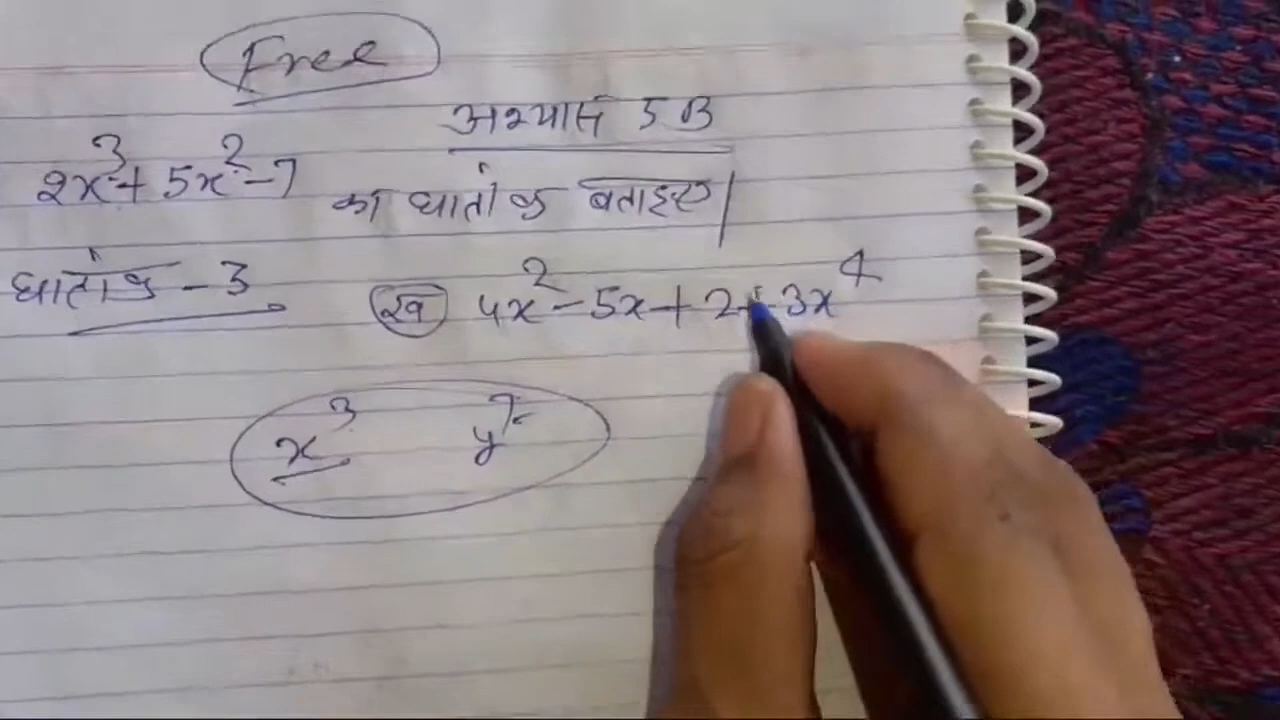 Free
अभ्यास 5 B
2x³ + 5x² - 7 का घातांक बताइए|
घातांक - 3
(ख) 4x² - 5x + 2 + 3x⁴
x³ y⁷